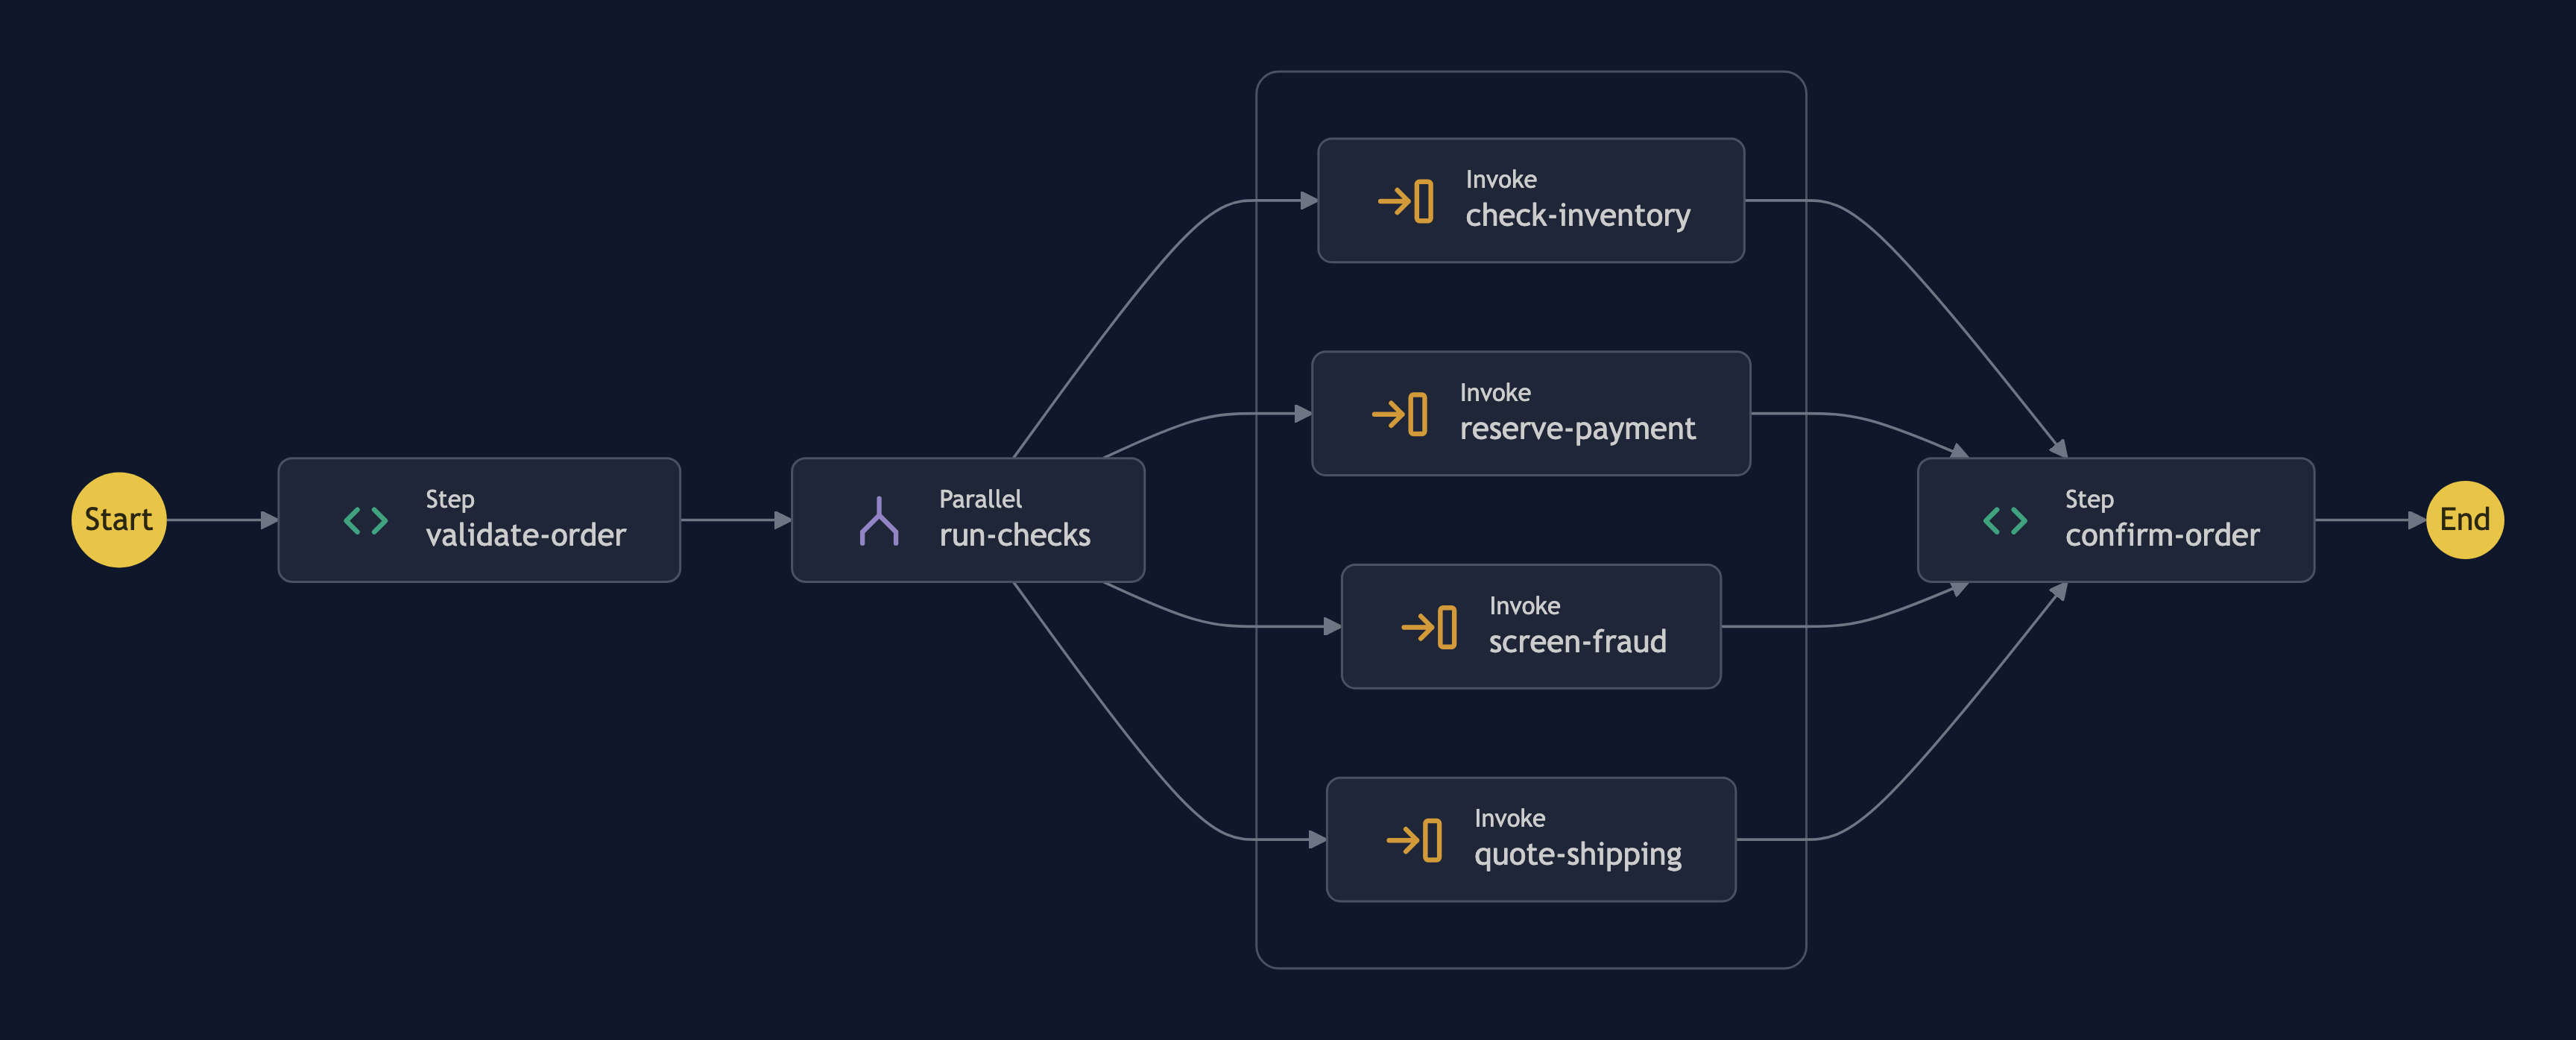 Start
Step
validate-order
Parallel
run-checks
Invoke
check-inventory
Invoke
reserve-payment
Invoke
screen-fraud
Invoke
quote-shipping
Step
confirm-order
End